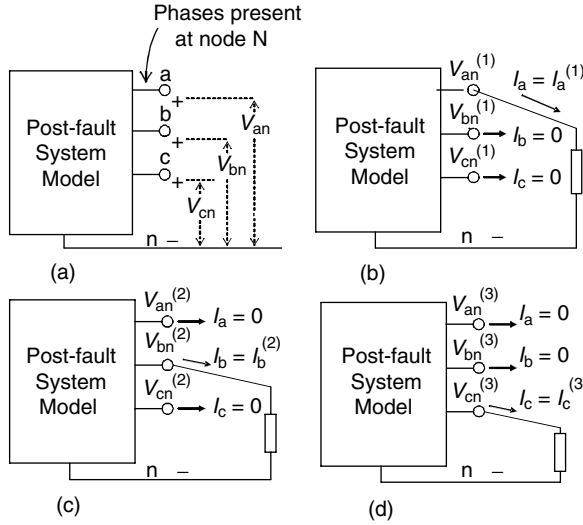 Phases present
at node N
a
+
b
+
c
+
V_an
V_bn
V_cn
Post-fault
System
Model
n –
(a)
V_an^(1)
I_a = I_a^(1)
V_bn^(1)
I_b = 0
V_cn^(1)
I_c = 0
Post-fault
System
Model
n –
(b)
V_an^(2)
I_a = 0
V_bn^(2)
I_b = I_b^(2)
V_cn^(2)
I_c = 0
Post-fault
System
Model
n –
(c)
V_an^(3)
I_a = 0
V_bn^(3)
I_b = 0
V_cn^(3)
I_c = I_c^(3
Post-fault
System
Model
n –
(d)